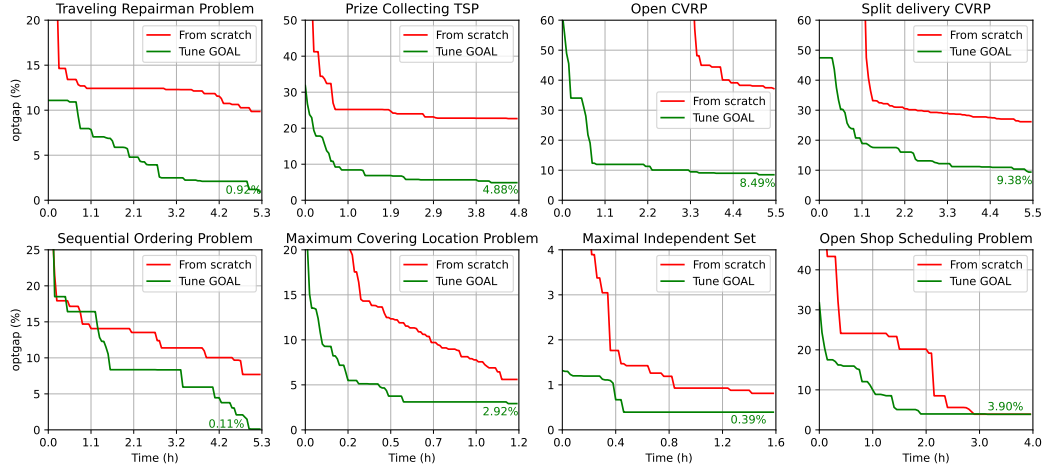 Traveling Repairman Problem
optgap (%)
20
15
10
5
0
0.0 1.1 2.1 3.2 4.2 5.3
From scratch
Tune GOAL
0.92%
Prize Collecting TSP
50
40
30
20
10
0
0.0 1.0 1.9 2.9 3.8 4.8
From scratch
Tune GOAL
4.88%
Open CVRP
60
50
40
30
20
10
0
0.0 1.1 2.2 3.3 4.4 5.5
From scratch
Tune GOAL
8.49%
Split delivery CVRP
60
50
40
30
20
10
0
0.0 1.1 2.2 3.3 4.4 5.5
From scratch
Tune GOAL
9.38%
Sequential Ordering Problem
optgap (%)
25
20
15
10
5
0
0.0 1.1 2.1 3.2 4.2 5.3
Time (h)
From scratch
Tune GOAL
0.11%
Maximum Covering Location Problem
20
15
10
5
0
0.0 0.2 0.5 0.7 1.0 1.2
Time (h)
From scratch
Tune GOAL
2.92%
Maximal Independent Set
4
3
2
1
0
0.0 0.4 0.8 1.2 1.6
Time (h)
From scratch
Tune GOAL
0.39%
Open Shop Scheduling Problem
40
30
20
10
0
0.0 1.0 2.0 3.0 4.0
Time (h)
From scratch
Tune GOAL
3.90%